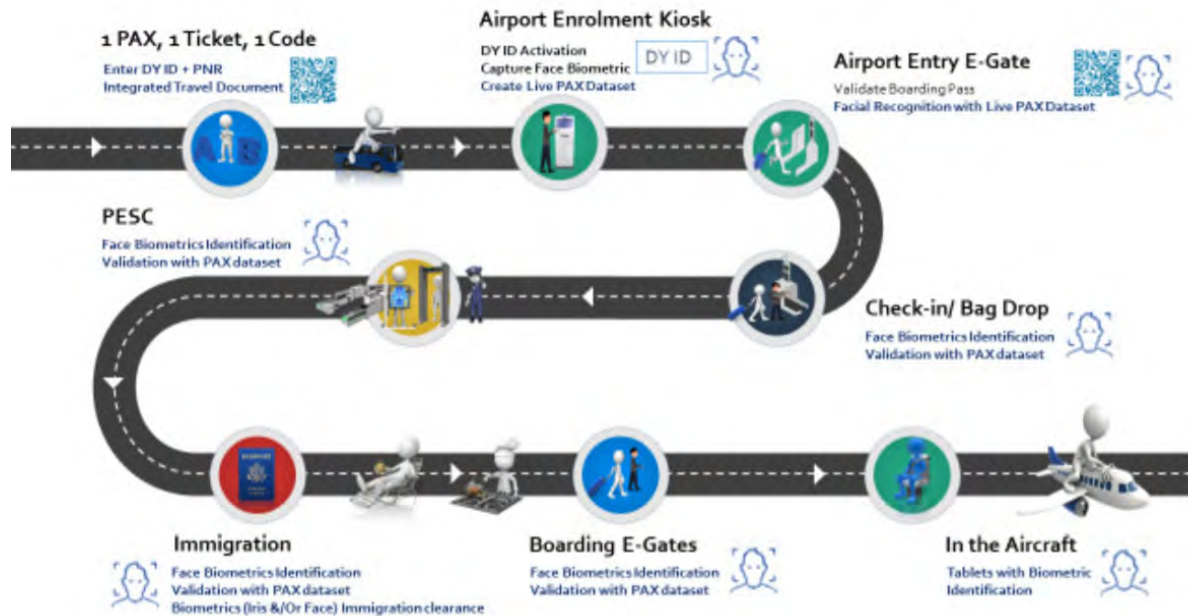 1 PAX, 1 Ticket, 1 Code
Enter DY ID + PNR
Integrated Travel Document
Airport Enrolment Kiosk
DY ID Activation
Capture Face Biometric
Create Live PAX Dataset
DY ID
Airport Entry E-Gate
Validate Boarding Pass
Facial Recognition with Live PAX Dataset
A B
PESC
Face Biometrics Identification
Validation with PAX dataset
Check-in/ Bag Drop
Face Biometrics Identification
Validation with PAX dataset
PASSPORT
Immigration
Face Biometrics Identification
Validation with PAX dataset
Biometrics (Iris &/Or Face) Immigration clearance
Boarding E-Gates
Face Biometrics Identification
Validation with PAX dataset
In the Aircraft
Tablets with Biometric
Identification